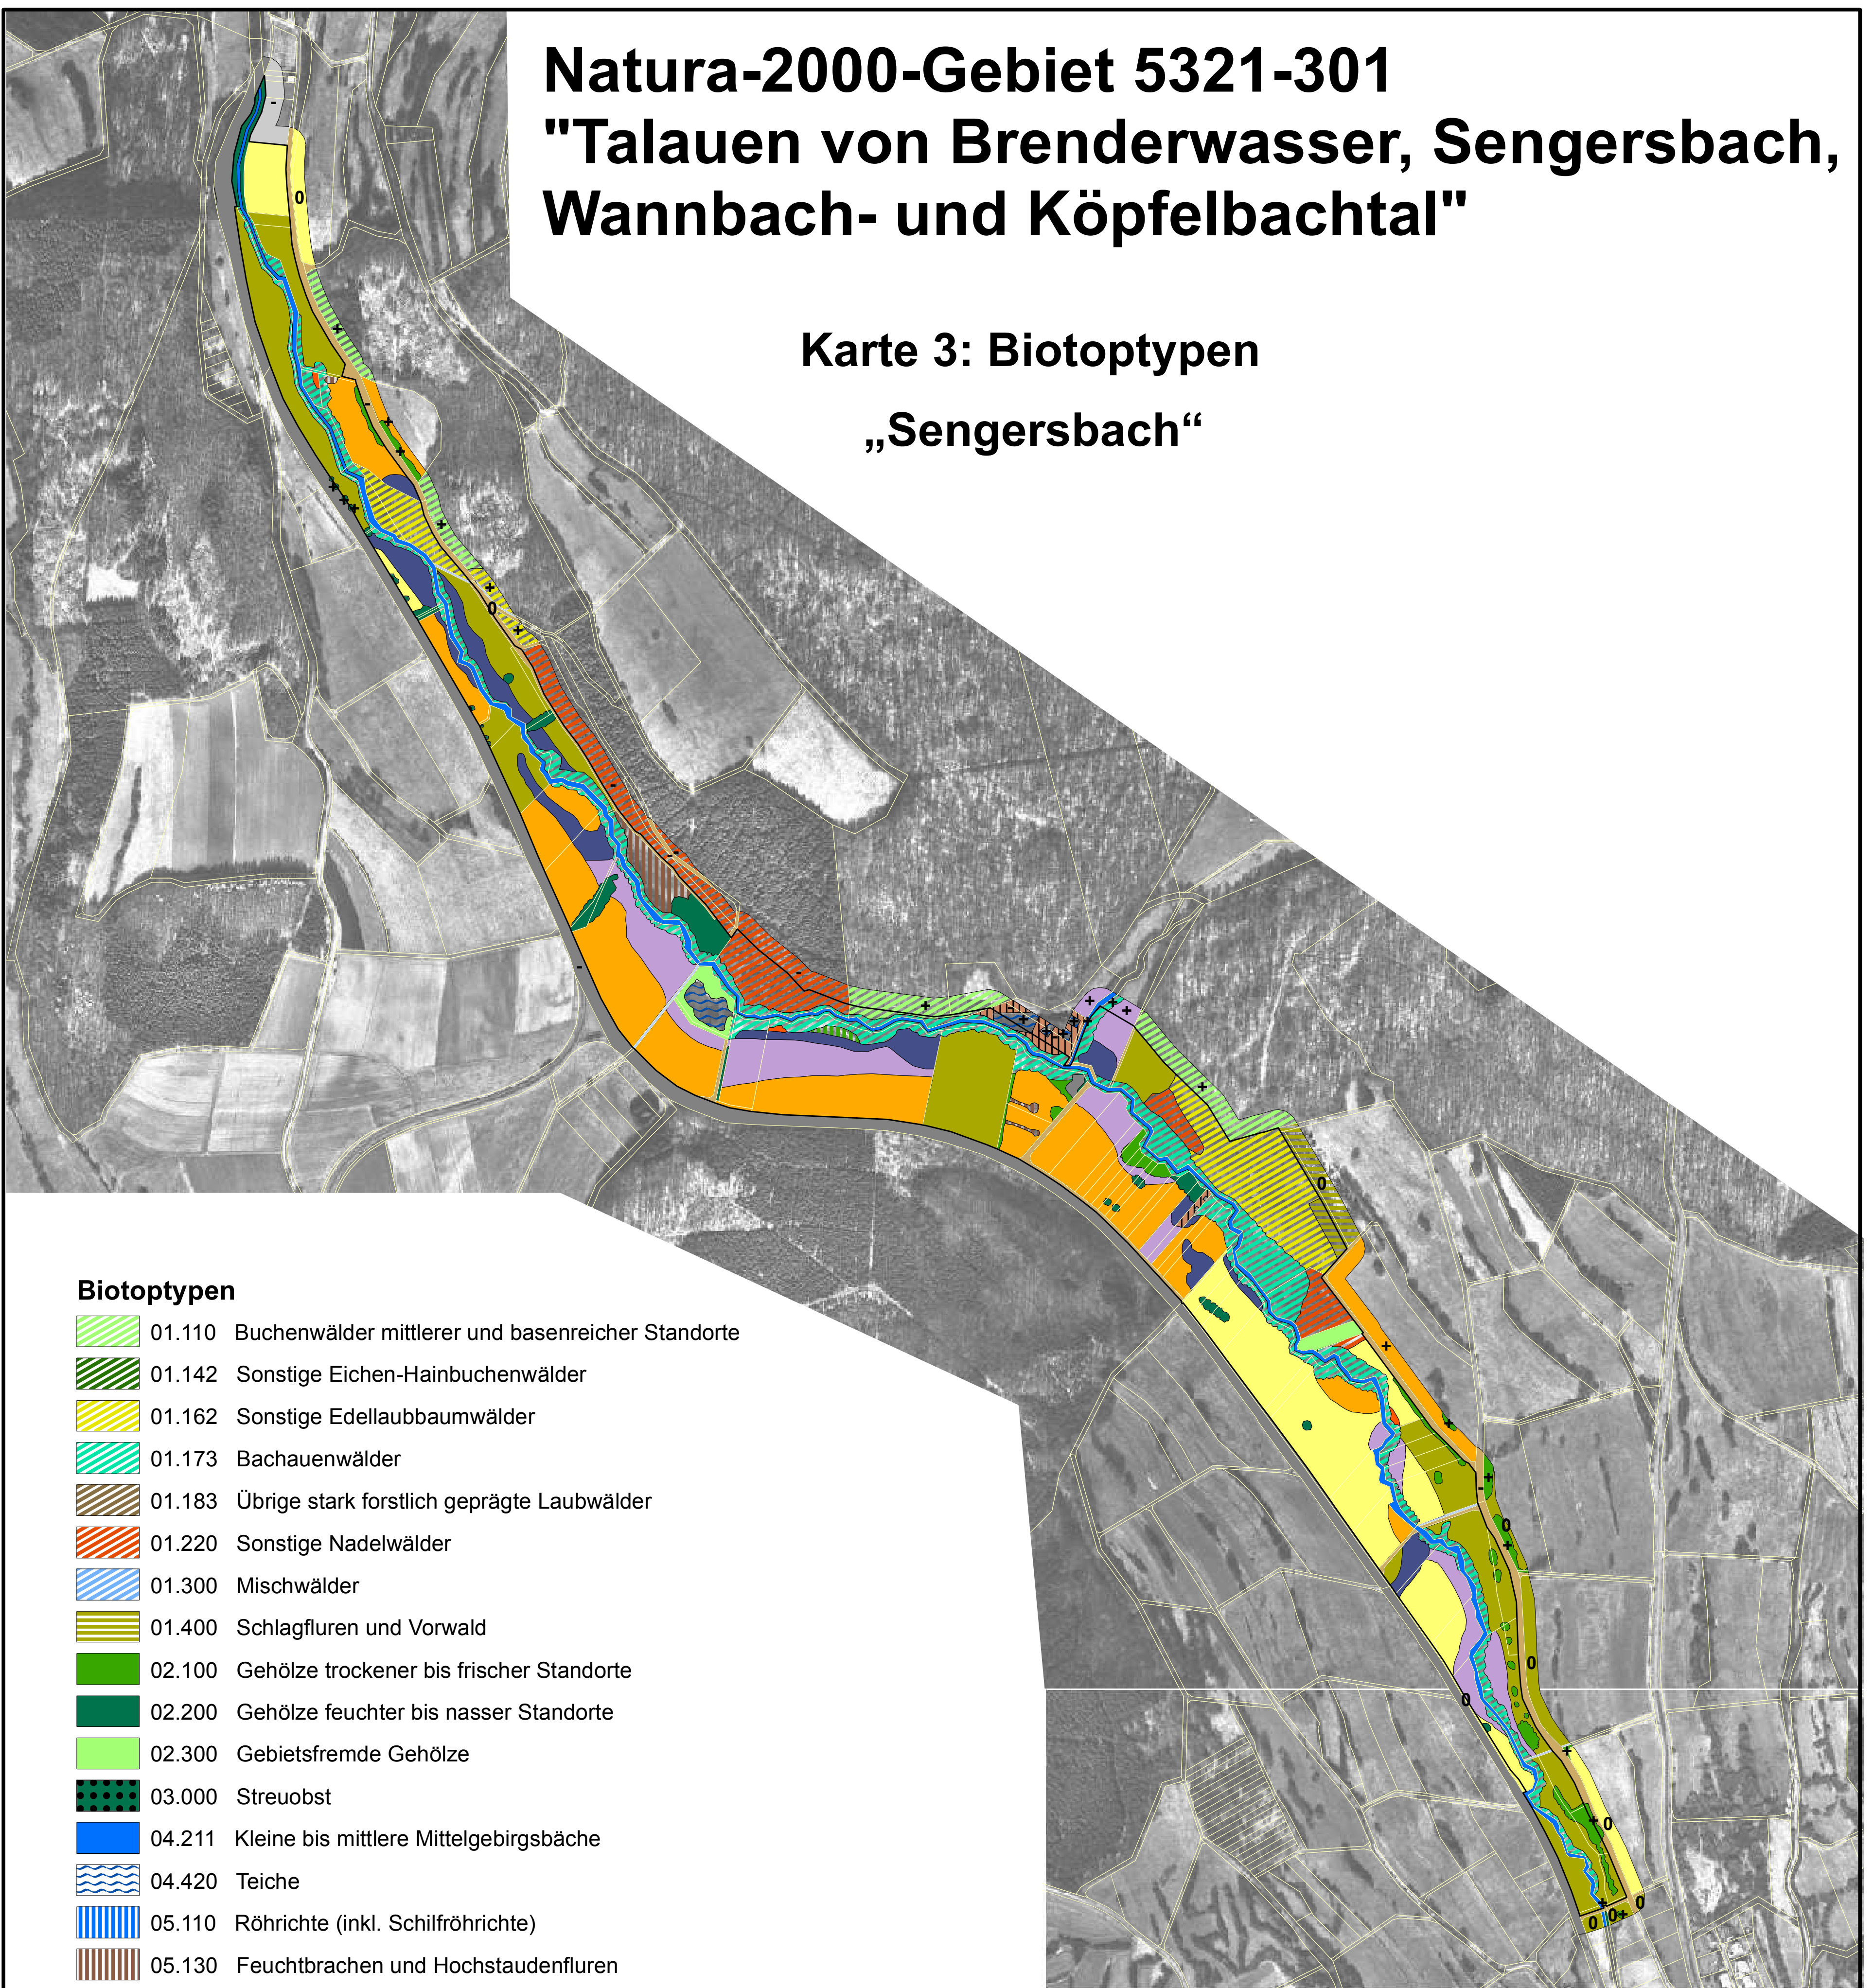 Natura-2000-Gebiet 5321-301
"Talauen von Brenderwasser, Sengersbach,
Wannbach- und Köpfelbachtal"
Karte 3: Biotoptypen
„Sengersbach“
Biotoptypen
01.110 Buchenwälder mittlerer und basenreicher Standorte
01.142 Sonstige Eichen-Hainbuchenwälder
01.162 Sonstige Edellaubbaumwälder
01.173 Bachauenwälder
01.183 Übrige stark forstlich geprägte Laubwälder
01.220 Sonstige Nadelwälder
01.300 Mischwälder
01.400 Schlagfluren und Vorwald
02.100 Gehölze trockener bis frischer Standorte
02.200 Gehölze feuchter bis nasser Standorte
02.300 Gebietsfremde Gehölze
03.000 Streuobst
04.211 Kleine bis mittlere Mittelgebirgsbäche
04.420 Teiche
05.110 Röhrichte (inkl. Schilfröhrichte)
05.130 Feuchtbrachen und Hochstaudenfluren